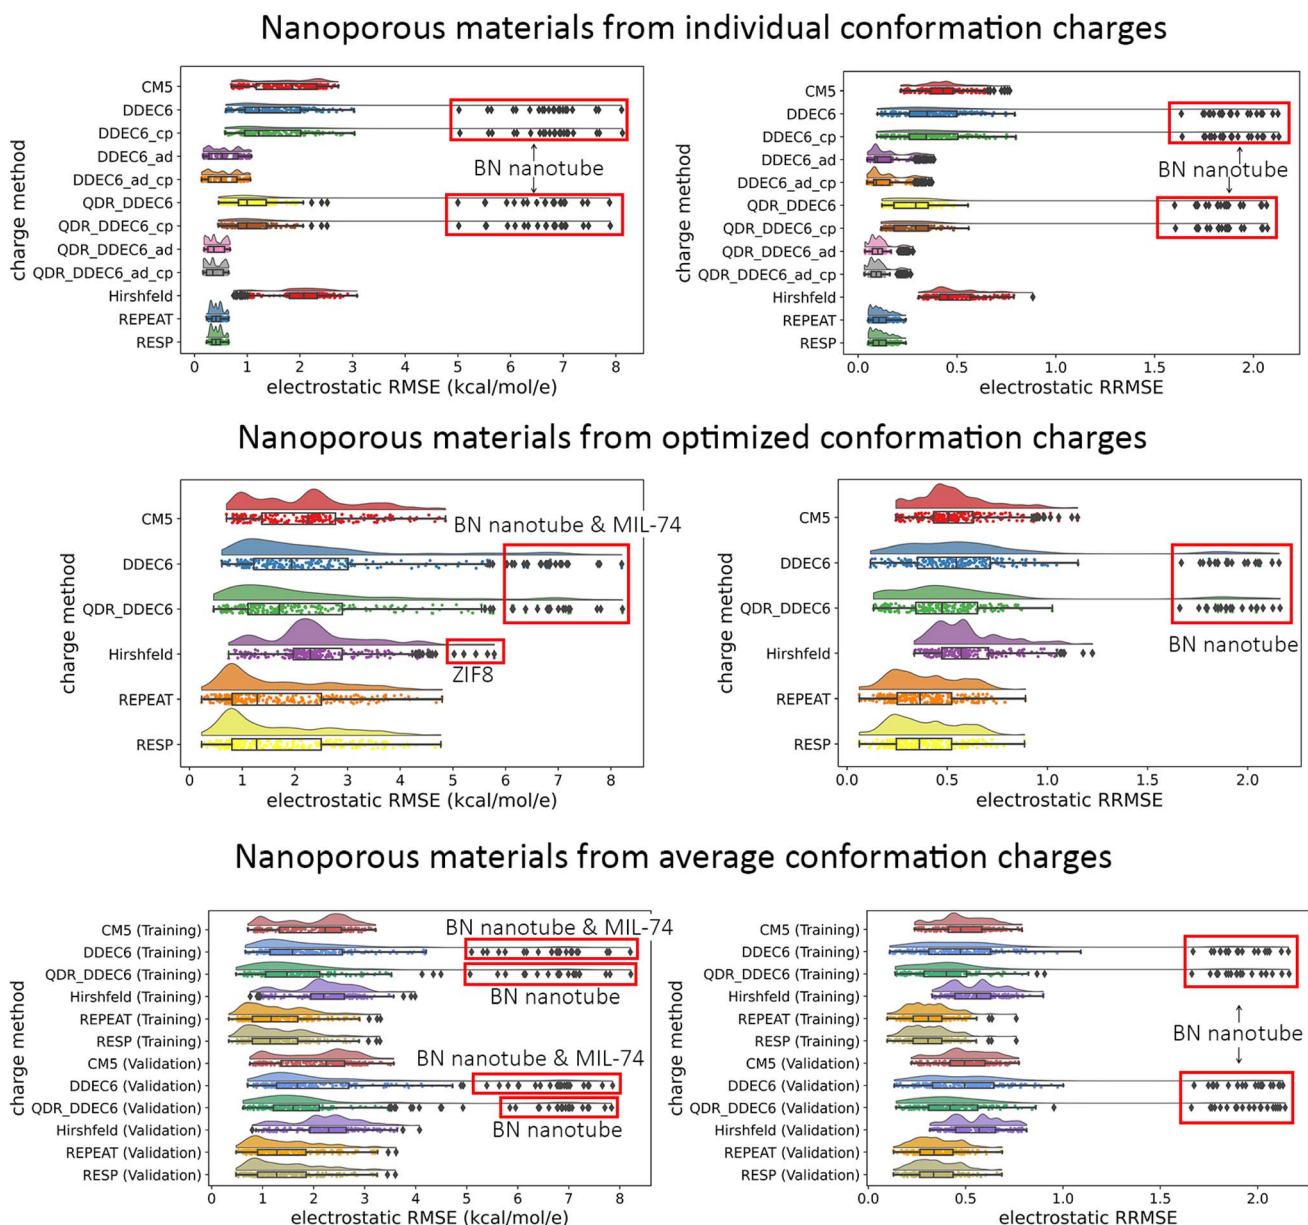 Nanoporous materials from individual conformation charges
charge method
CM5
DDEC6
DDEC6_cp
DDEC6_ad
DDEC6_ad_cp
QDR_DDEC6
QDR_DDEC6_cp
QDR_DDEC6_ad
QDR_DDEC6_ad_cp
Hirshfeld
REPEAT
RESP
BN nanotube
0 1 2 3 4 5 6 7 8
electrostatic RMSE (kcal/mol/e)
charge method
CM5
DDEC6
DDEC6_cp
DDEC6_ad
DDEC6_ad_cp
QDR_DDEC6
QDR_DDEC6_cp
QDR_DDEC6_ad
QDR_DDEC6_ad_cp
Hirshfeld
REPEAT
RESP
BN nanotube
0.0 0.5 1.0 1.5 2.0
electrostatic RRMSE
Nanoporous materials from optimized conformation charges
charge method
CM5
DDEC6
QDR_DDEC6
Hirshfeld
REPEAT
RESP
BN nanotube & MIL-74
ZIF8
0 1 2 3 4 5 6 7 8
electrostatic RMSE (kcal/mol/e)
charge method
CM5
DDEC6
QDR_DDEC6
Hirshfeld
REPEAT
RESP
BN nanotube
0.0 0.5 1.0 1.5 2.0
electrostatic RRMSE
Nanoporous materials from average conformation charges
charge method
CM5 (Training)
DDEC6 (Training)
QDR_DDEC6 (Training)
Hirshfeld (Training)
REPEAT (Training)
RESP (Training)
CM5 (Validation)
DDEC6 (Validation)
QDR_DDEC6 (Validation)
Hirshfeld (Validation)
REPEAT (Validation)
RESP (Validation)
BN nanotube & MIL-74
BN nanotube
BN nanotube & MIL-74
BN nanotube
0 1 2 3 4 5 6 7 8
electrostatic RMSE (kcal/mol/e)
charge method
CM5 (Training)
DDEC6 (Training)
QDR_DDEC6 (Training)
Hirshfeld (Training)
REPEAT (Training)
RESP (Training)
CM5 (Validation)
DDEC6 (Validation)
QDR_DDEC6 (Validation)
Hirshfeld (Validation)
REPEAT (Validation)
RESP (Validation)
BN nanotube
0.0 0.5 1.0 1.5 2.0
electrostatic RRMSE